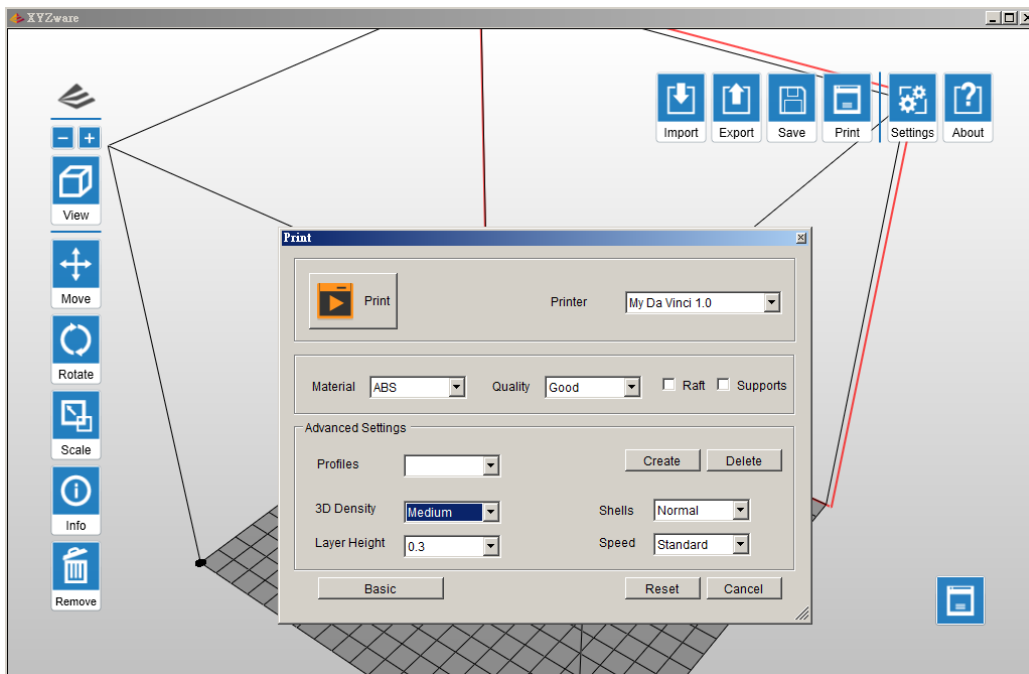 XYZware
Import Export Save Print Settings About
View
Move
Rotate
Scale
Info
Remove
Print
Print
Printer My Da Vinci 1.0
Material ABS Quality Good Raft Supports
Advanced Settings
Profiles Create Delete
3D Density Medium Shells Normal
Layer Height 0.3 Speed Standard
Basic Reset Cancel